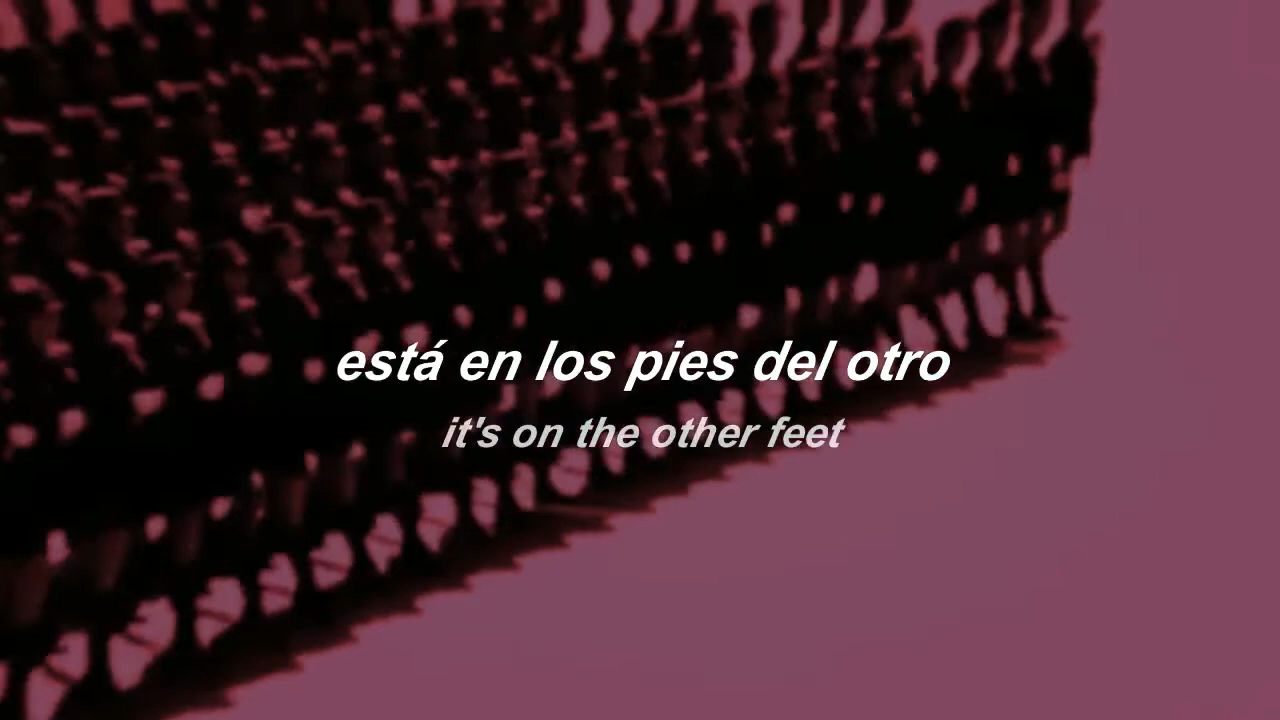 está en los pies del otro
it's on the other feet